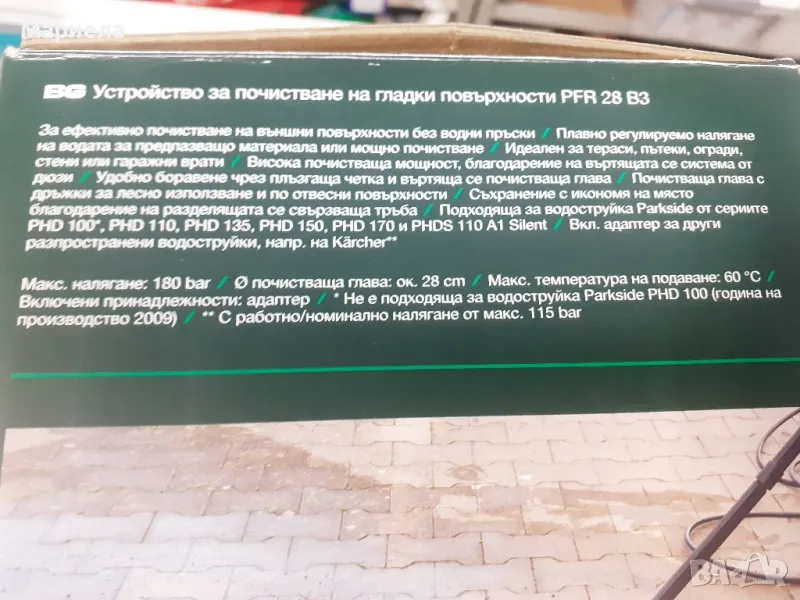 мариела
BG Устройство за почистване на гладки повърхности PFR 28 B3
За ефективно почистване на външни повърхности без водни пръски / Плавно регулируемо налягане
на водата за предпазващо материала или мощно почистване / Идеален за тераси, пътеки, огради,
стени или гаражни врати / Висока почистваща мощност, благодарение на въртящата се система от
дюзи / Удобно боравене чрез плъзгаща четка и въртяща се почистваща глава / Почистваща глава с
дръжки за лесно използване и по отвесни повърхности / Съхранение с икономя на място
благодарение на разделящата се свързваща тръба / Подходяща за водоструйка Parkside от сериите
PHD 100*, PHD 110, PHD 135, PHD 150, PHD 170 и PHDS 110 A1 Silent / Вкл. адаптер за други
разпространени водоструйки, напр. на Kärcher**
Макс. налягане: 180 bar / Ø почистваща глава: ок. 28 cm / Макс. температура на подаване: 60 °C /
Включени принадлежности: адаптер / * Не е подходяща за водоструйка Parkside PHD 100 (година на
производство 2009) / ** С работно/номинално налягане от макс. 115 bar
BAZAR